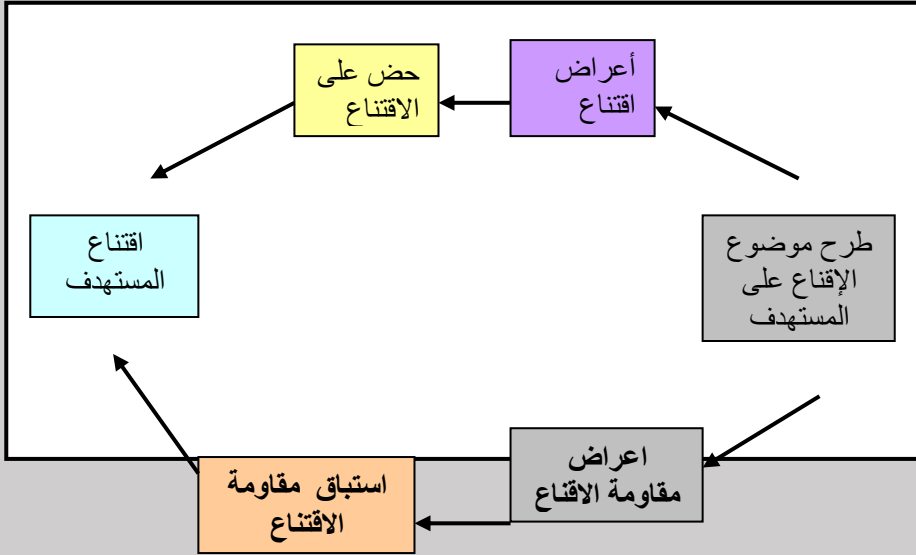 أعراض
اقتناع
حض على
الاقتناع
طرح موضوع
الإقناع على
المستهدف
اقتناع
المستهدف
اعراض
مقاومة الاقناع
استباق مقاومة
الاقتناع